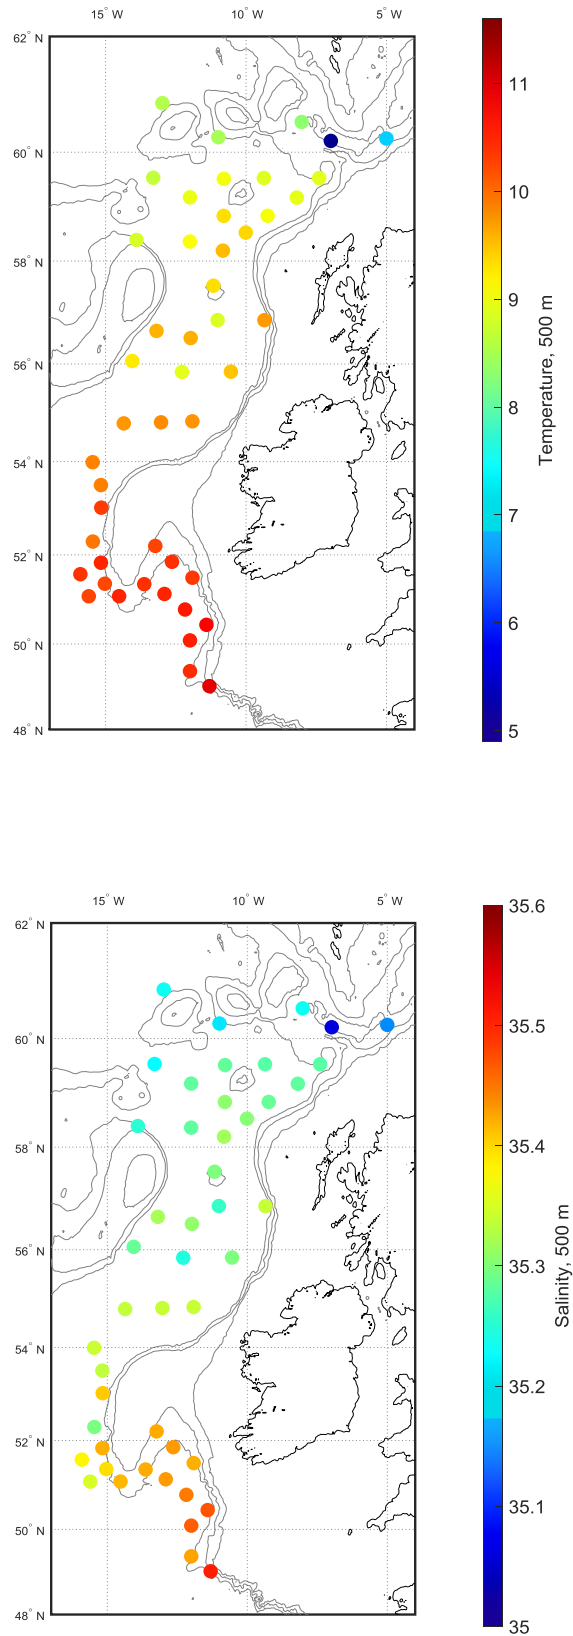 15° W 10° W 5° W
62° N
60° N
58° N
56° N
54° N
52° N
50° N
48° N
11
10
9
8
7
6
5
Temperature, 500 m
15° W 10° W 5° W
62° N
60° N
58° N
56° N
54° N
52° N
50° N
48° N
35.6
35.5
35.4
35.3
35.2
35.1
35
Salinity, 500 m